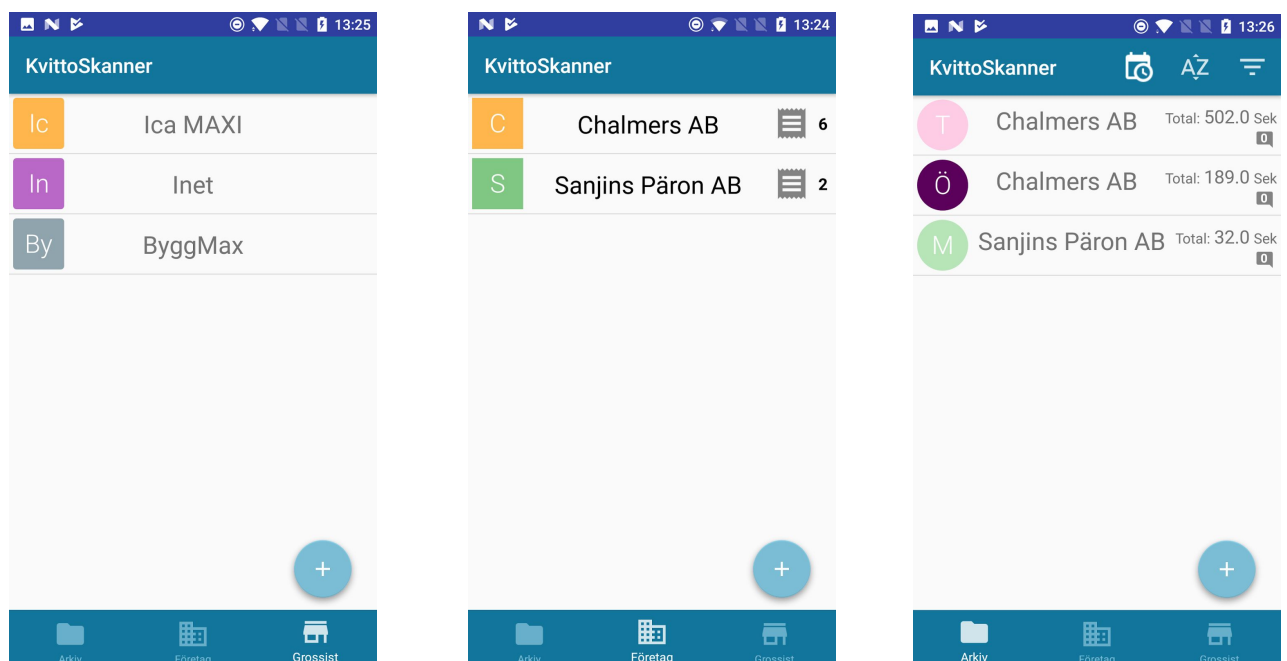 13:25
KvittoSkanner
Ic Ica MAXI
In Inet
By ByggMax
+
Arkiv Företag Grossist
13:24
KvittoSkanner
C Chalmers AB 6
S Sanjins Päron AB 2
+
Arkiv Företag Grossist
13:26
KvittoSkanner AZ
T Chalmers AB Total: 502.0 Sek
0
Ö Chalmers AB Total: 189.0 Sek
0
M Sanjins Päron AB Total: 32.0 Sek
0
+
Arkiv Företag Grossist